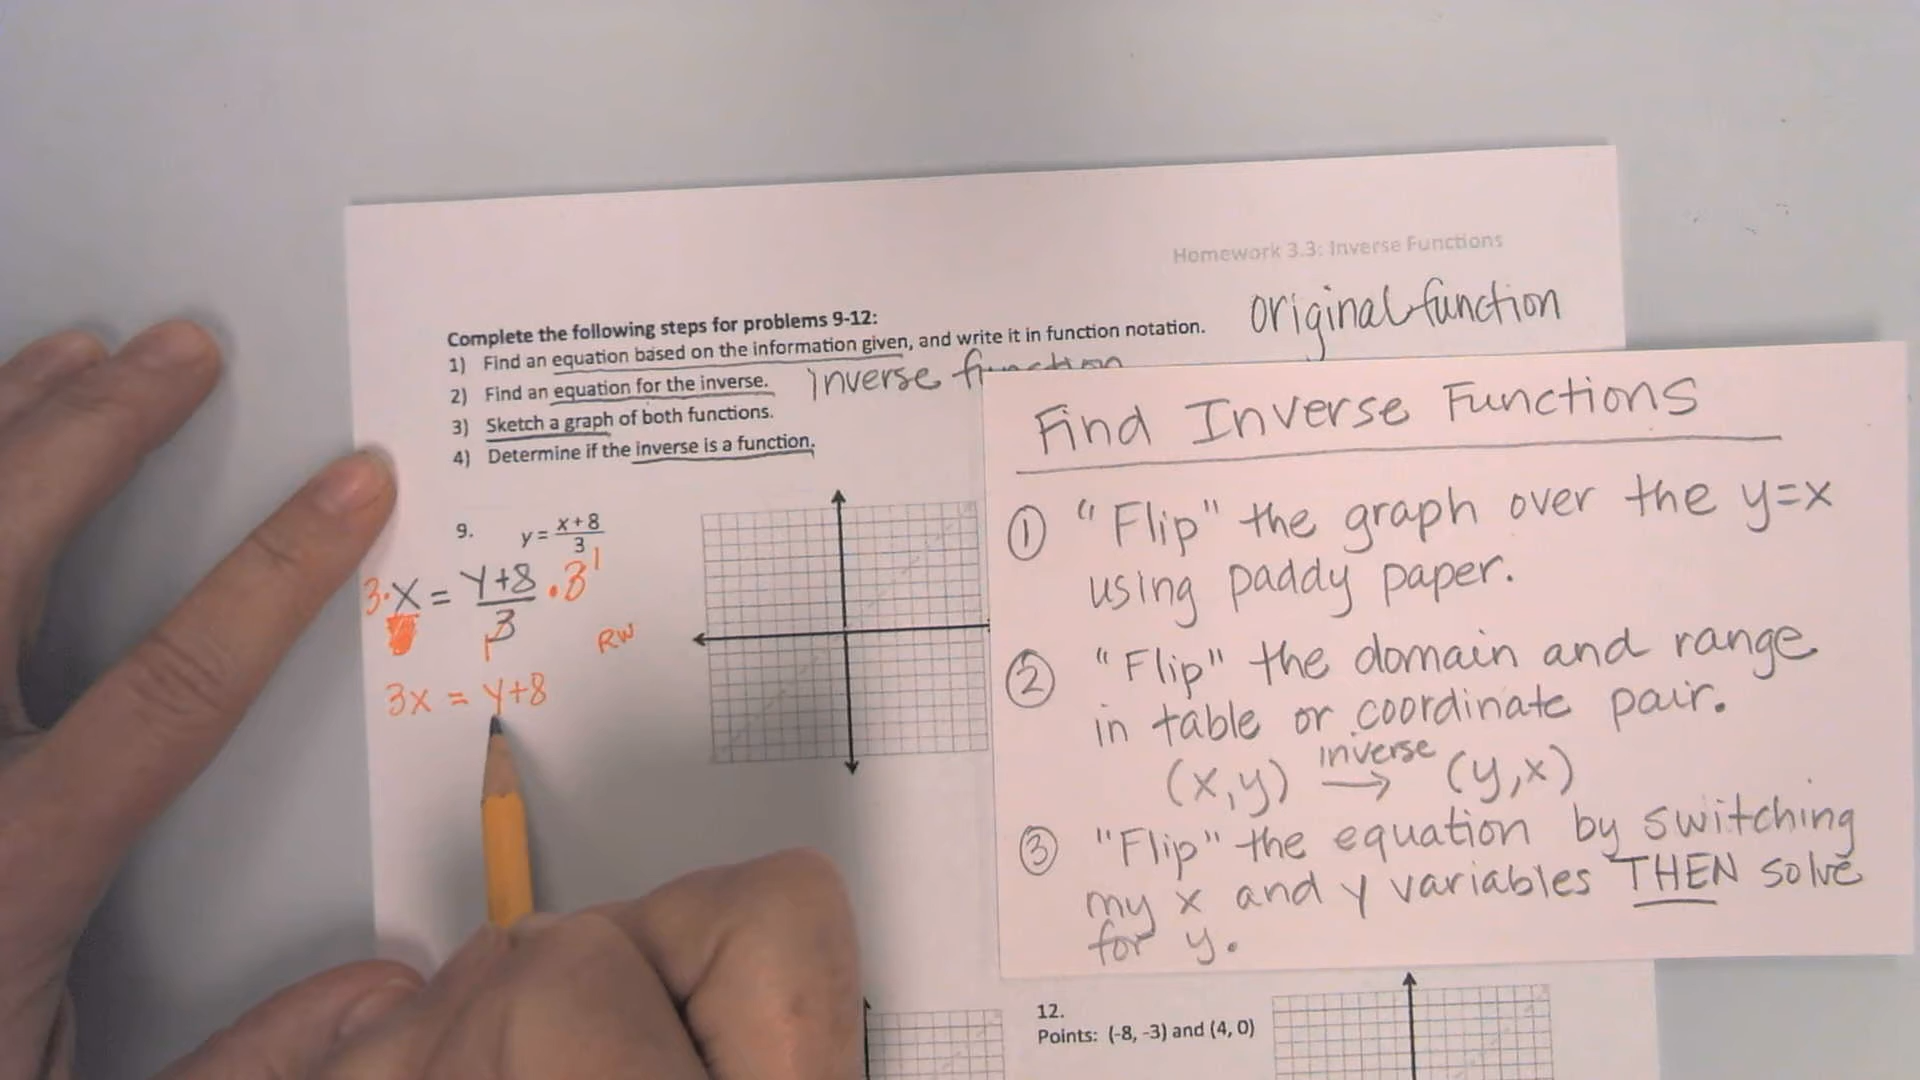 Homework 3.3: Inverse Functions
original function
Complete the following steps for problems 9-12:
1) Find an equation based on the information given, and write it in function notation.
2) Find an equation for the inverse. inverse function
3) Sketch a graph of both functions.
4) Determine if the inverse is a function.
9. y = x+8/3
3·x = y+8/3 ·3 1
1
RW
3x = y+8
Find Inverse Functions
① "Flip" the graph over the y=x
using paddy paper.
② "Flip" the domain and range
in table or coordinate pair.
(x,y) inverse→ (y,x)
③ "Flip" the equation by switching
my x and y variables THEN solve
for y.
12.
Points: (-8, -3) and (4, 0)